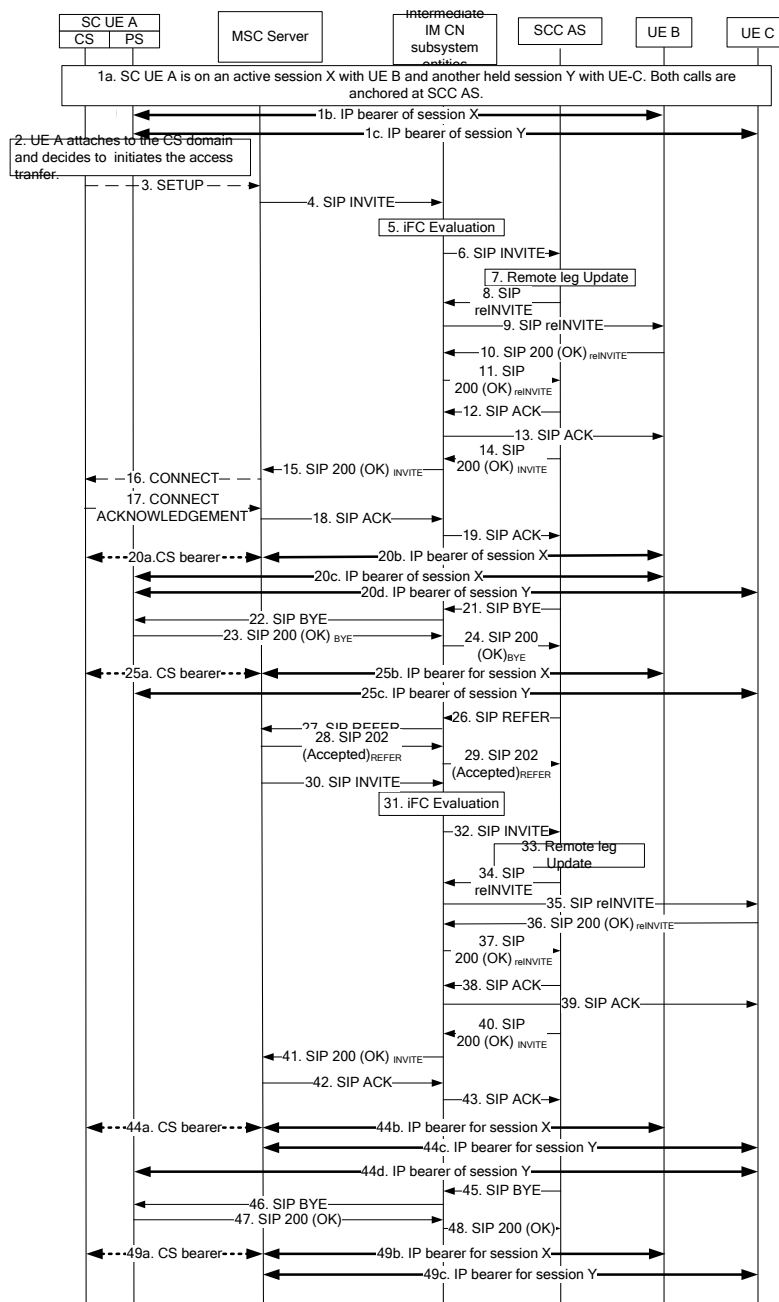 SC UE A
CS
PS
MSC Server
Intermediate
IM CN
subsystem
entities
SCC AS
UE B
UE C
1a. SC UE A is on an active session X with UE B and another held session Y with UE-C. Both calls are
anchored at SCC AS.
1b. IP bearer of session X
1c. IP bearer of session Y
2. UE A attaches to the CS domain
and decides to initiates the access
tranfer.
3. SETUP
4. SIP INVITE
5. iFC Evaluation
6. SIP INVITE
7. Remote leg Update
8. SIP
reINVITE
9. SIP reINVITE
10. SIP 200 (OK) reINVITE
11. SIP
200 (OK) reINVITE
12. SIP ACK
13. SIP ACK
14. SIP
200 (OK) INVITE
15. SIP 200 (OK) INVITE
16. CONNECT
17. CONNECT
ACKNOWLEDGEMENT
18. SIP ACK
19. SIP ACK
20a.CS bearer
20b. IP bearer of session X
20c. IP bearer of session X
20d. IP bearer of session Y
21. SIP BYE
22. SIP BYE
23. SIP 200 (OK) BYE
24. SIP 200
(OK)BYE
25a. CS bearer
25b. IP bearer for session X
25c. IP bearer of session Y
26. SIP REFER
27. SIP REFER
28. SIP 202
(Accepted)REFER
29. SIP 202
(Accepted)REFER
30. SIP INVITE
31. iFC Evaluation
32. SIP INVITE
33. Remote leg
Update
34. SIP
reINVITE
35. SIP reINVITE
36. SIP 200 (OK) reINVITE
37. SIP
200 (OK) reINVITE
38. SIP ACK
39. SIP ACK
40. SIP
200 (OK) INVITE
41. SIP 200 (OK) INVITE
42. SIP ACK
43. SIP ACK
44a. CS bearer
44b. IP bearer for session X
44c. IP bearer for session Y
44d. IP bearer of session Y
45. SIP BYE
46. SIP BYE
47. SIP 200 (OK)
48. SIP 200 (OK)
49a. CS bearer
49b. IP bearer for session X
49c. IP bearer for session Y